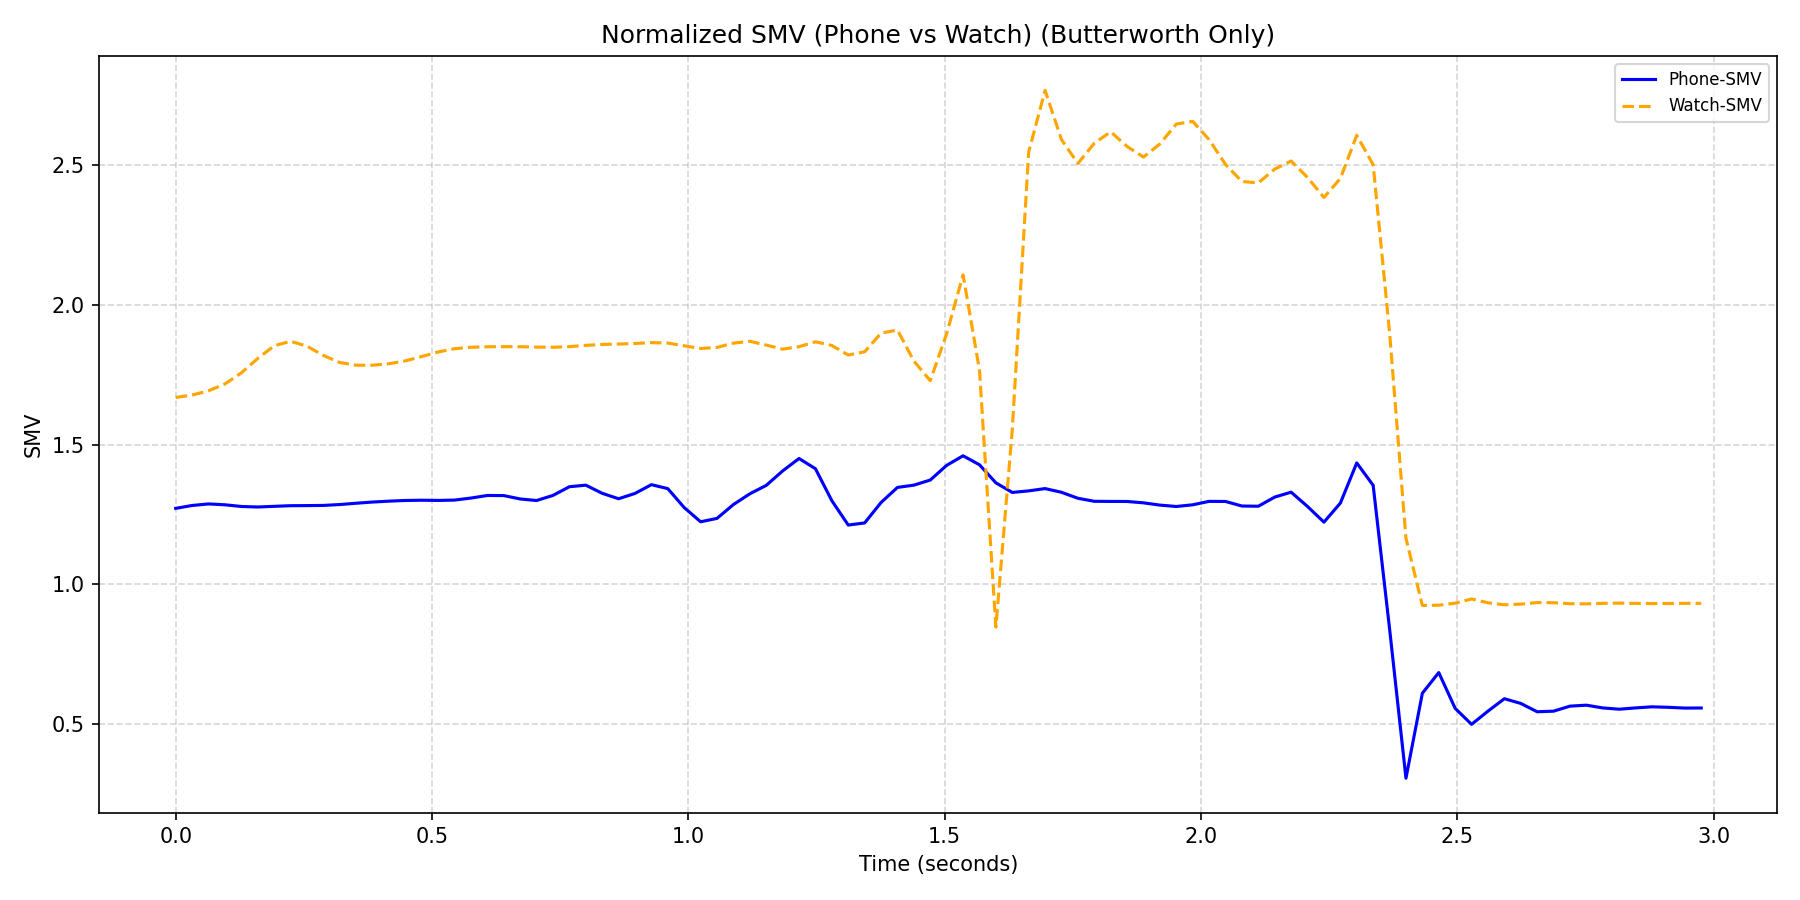 Normalized SMV (Phone vs Watch) (Butterworth Only)
Phone-SMV
Watch-SMV
SMV
2.5
2.0
1.5
1.0
0.5
0.0 0.5 1.0 1.5 2.0 2.5 3.0
Time (seconds)